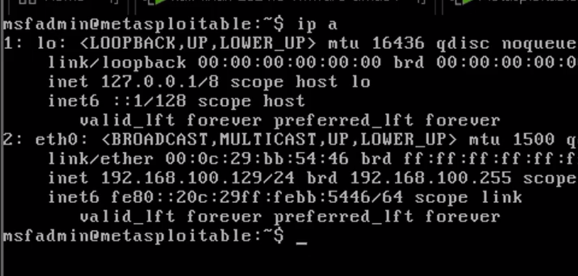 msfadmin@metasploitable:~$ ip a
1: lo: <LOOPBACK,UP,LOWER_UP> mtu 16436 qdisc noqueue
    link/loopback 00:00:00:00:00:00 brd 00:00:00:00:0
    inet 127.0.0.1/8 scope host lo
    inet6 ::1/128 scope host
       valid_lft forever preferred_lft forever
2: eth0: <BROADCAST,MULTICAST,UP,LOWER_UP> mtu 1500 q
    link/ether 00:0c:29:bb:54:46 brd ff:ff:ff:ff:ff:f
    inet 192.168.100.129/24 brd 192.168.100.255 scope
    inet6 fe80::20c:29ff:febb:5446/64 scope link
       valid_lft forever preferred_lft forever
msfadmin@metasploitable:~$ _